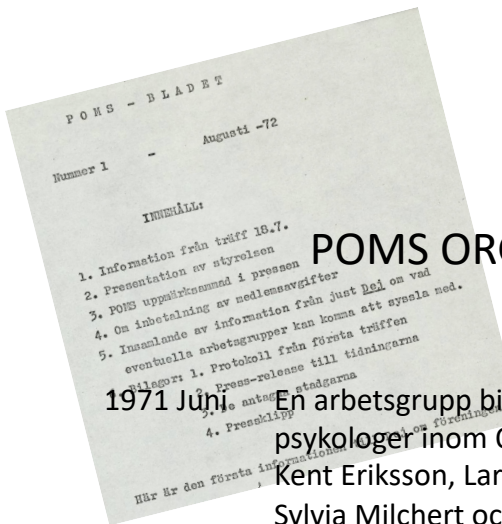 POMS - BLADET
Nummer 1 - Augusti -72
INNEHÅLL:
1. Information från träff 18.7.
2. Presentation av styrelsen
3. POMS uppmärksammad i pressen
4. Om inbetalning av medlemsavgifter
5. Insamlande av information från just Dej om vad
eventuella arbetsgrupper kan komma att syssla med.
Bilagor: 1. Protokoll från första träffen
2. Press-release till tidningarna
3. De antagna stadgarna
4. Pressklipp
Här är den första informationen om föreningen
POMS ORG
1971 Juni En arbetsgrupp bi
psykologer inom
Kent Eriksson, Lar
Sylvia Milchert oc